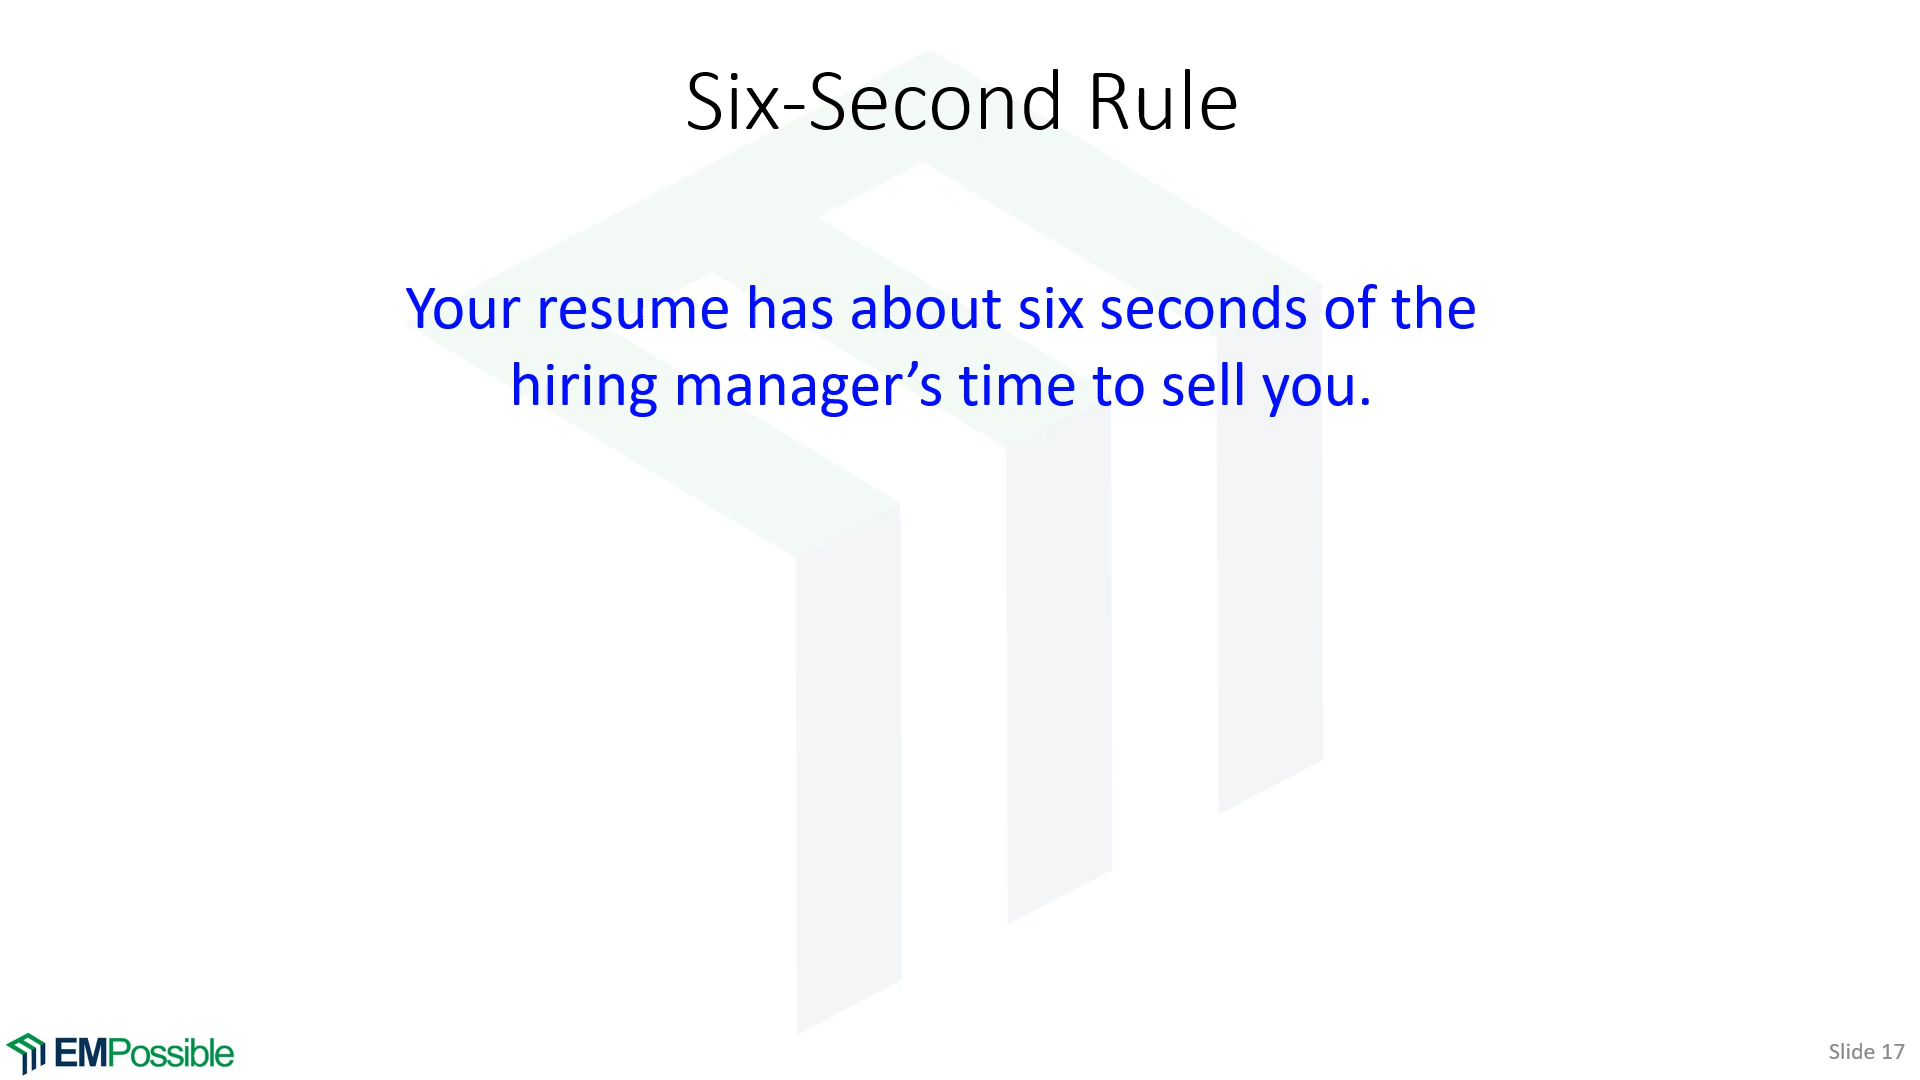 Six-Second Rule
Your resume has about six seconds of the
hiring manager’s time to sell you.
EMPossible
Slide 17